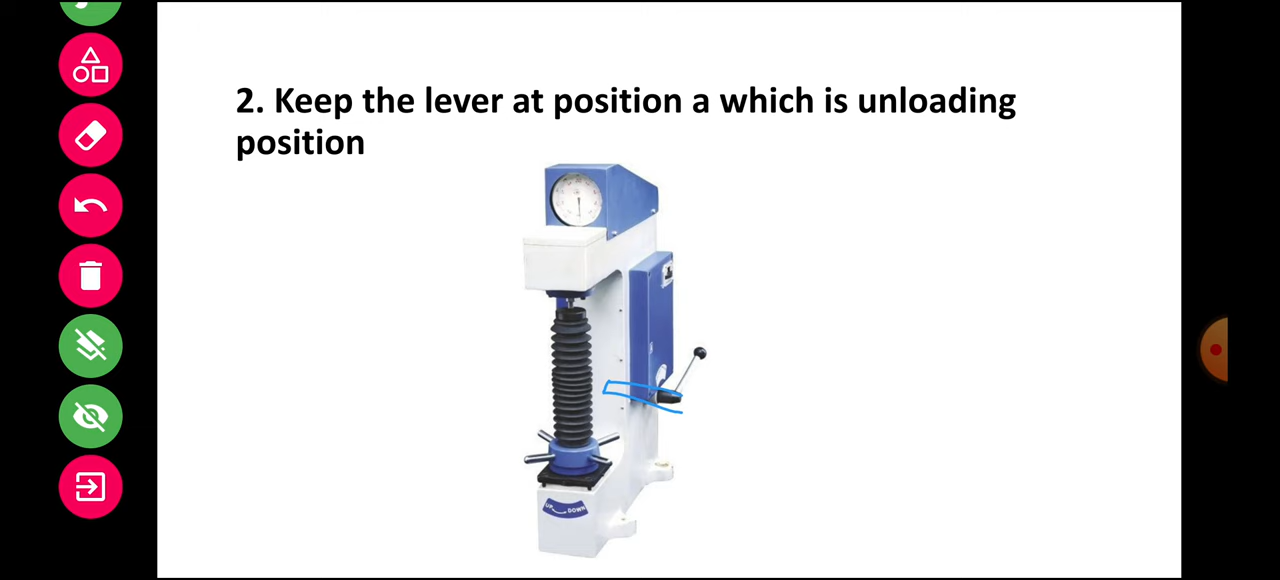 2. Keep the lever at position a which is unloading
position
UP DOWN